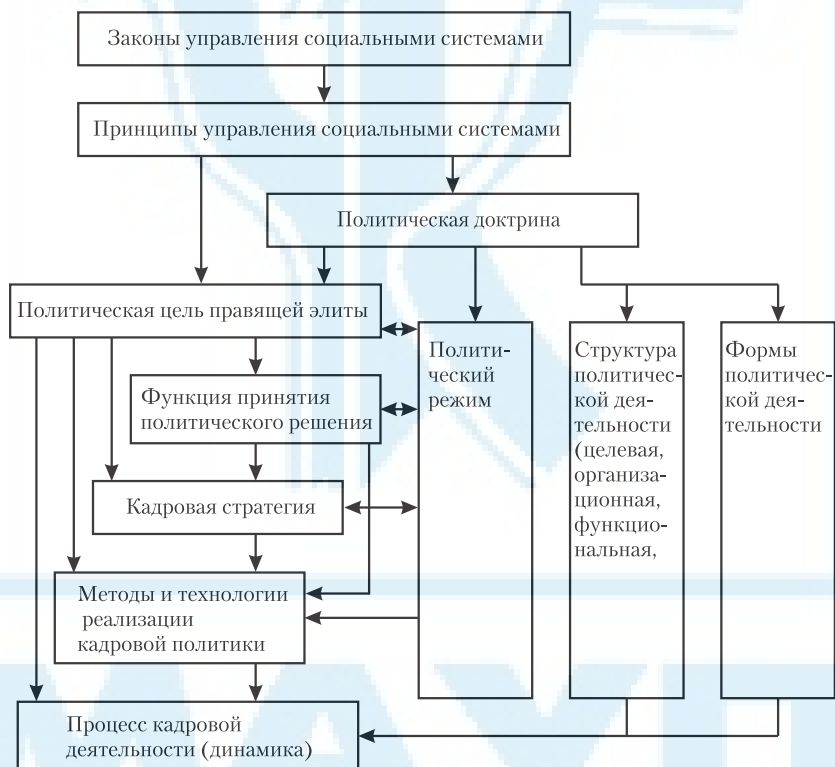 Законы управления социальными системами
Принципы управления социальными системами
Политическая доктрина
Политическая цель правящей элиты
Функция принятия
политического решения
Кадровая стратегия
Методы и технологии
реализации
кадровой политики
Процесс кадровой
деятельности (динамика)
Полити-
ческий
режим
Структура
политичес-
кой дея-
тельности
(целевая,
организа-
ционная,
функцио-
нальная,
Формы
политичес-
кой дея-
тельности